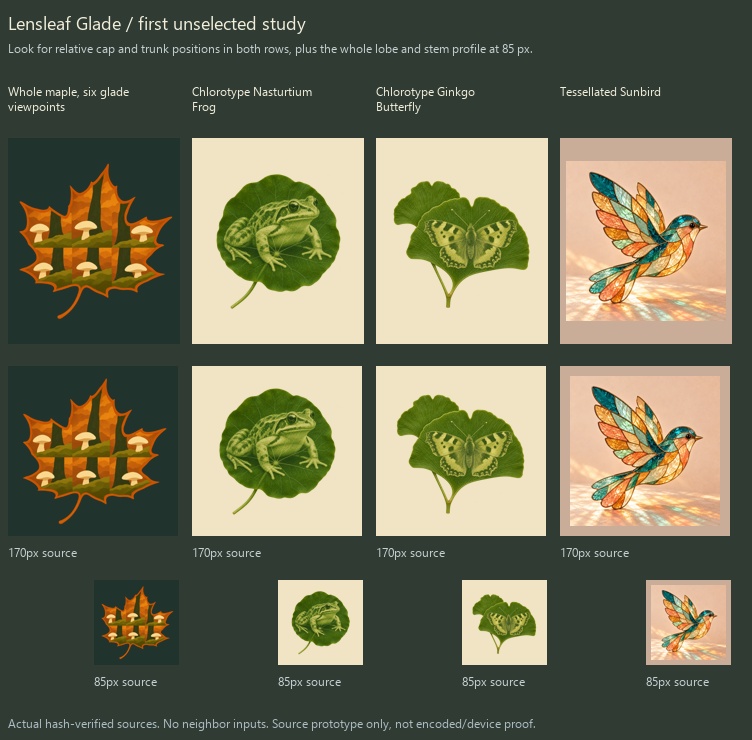 Lensleaf Glade / first unselected study
Look for relative cap and trunk positions in both rows, plus the whole lobe and stem profile at 85 px.
Whole maple, six glade
viewpoints
Chlorotype Nasturtium
Frog
Chlorotype Ginkgo
Butterfly
Tessellated Sunbird
170px source
170px source
170px source
170px source
85px source
85px source
85px source
85px source
Actual hash-verified sources. No neighbor inputs. Source prototype only, not encoded/device proof.